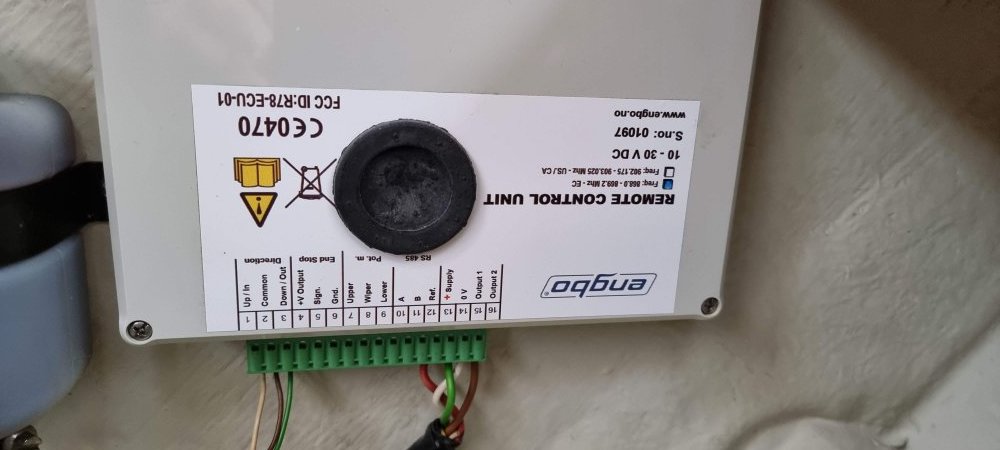 engbo
REMOTE CONTROL UNIT
Freq: 868.0 - 869.2 Mhz - EC
Freq: 902.175 - 903.025 Mhz - US / CA
10 - 30 V DC
S.no: 01097
www.engbo.no
CE0470
FCC ID:R78-ECU-01
Direction
End Stop
Pot. m.
RS 485
1 Up / In
2 Common
3 Down / Out
4 +V Output
5 Sign.
6 Gnd.
7 Upper
8 Wiper
9 Lower
10 A
11 B
12 Ref.
13 + Supply
14 0 V
15 Output 1
16 Output 2